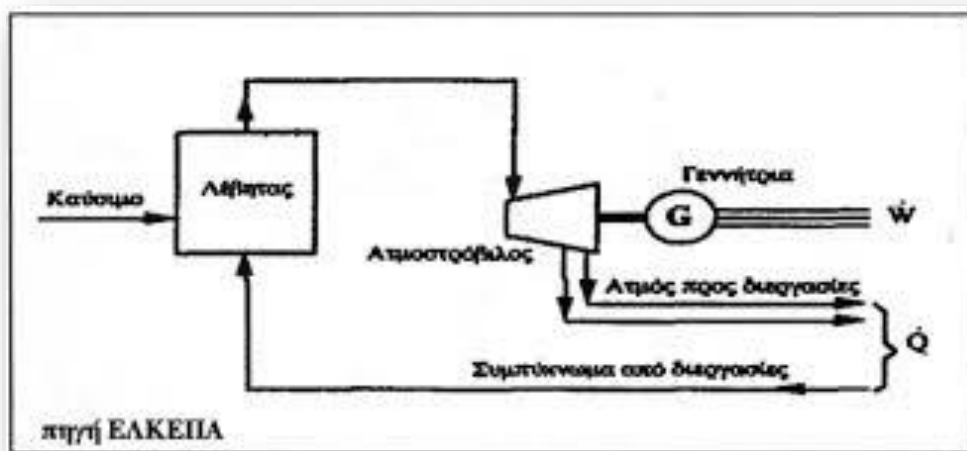 Καύσιμο
Λέβητας
Ατμοστρόβιλος
Γεννήτρια
G
Ẇ
Ατμός προς διεργασίες
Q̇
Συμπύκνωμα από διεργασίες
πηγή ΕΛΚΕΠΑ